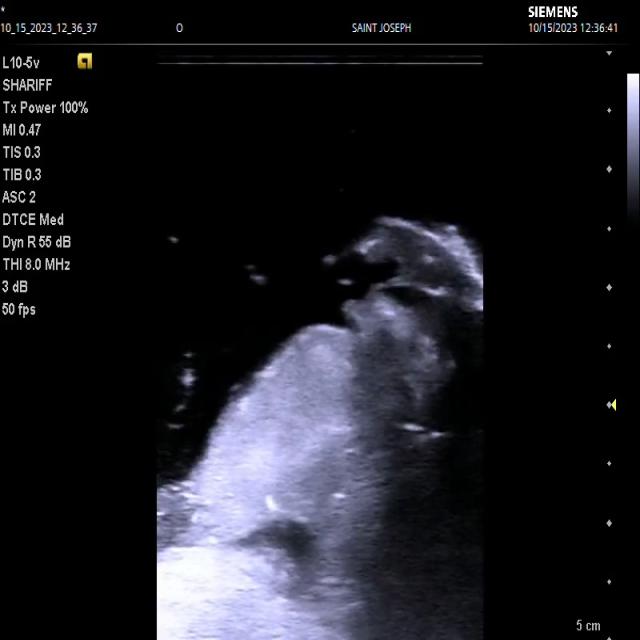 *
SIEMENS
10_15_2023_12_36_37 O SAINT JOSEPH 10/15/2023 12:36:41
L10-5v
SHARIFF
Tx Power 100%
MI 0.47
TIS 0.3
TIB 0.3
ASC 2
DTCE Med
Dyn R 55 dB
THI 8.0 MHz
3 dB
50 fps
5 cm